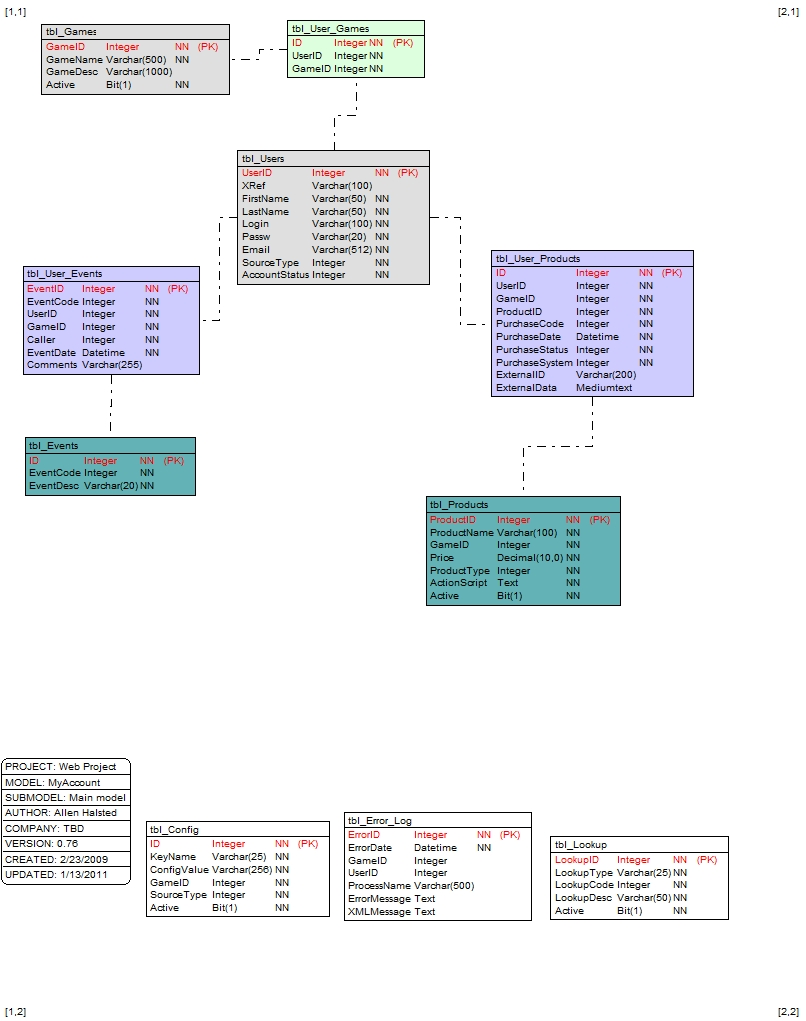 [1,1]
[2,1]
tbl_Games
GameID Integer NN (PK)
GameName Varchar(500) NN
GameDesc Varchar(1000)
Active Bit(1) NN
tbl_User_Games
ID Integer NN (PK)
UserID Integer NN
GameID Integer NN
tbl_Users
UserID Integer NN (PK)
XRef Varchar(100)
FirstName Varchar(50) NN
LastName Varchar(50) NN
Login Varchar(100) NN
Passw Varchar(20) NN
Email Varchar(512) NN
SourceType Integer NN
AccountStatus Integer NN
tbl_User_Events
EventID Integer NN (PK)
EventCode Integer NN
UserID Integer NN
GameID Integer NN
Caller Integer NN
EventDate Datetime NN
Comments Varchar(255)
tbl_User_Products
ID Integer NN (PK)
UserID Integer NN
GameID Integer NN
ProductID Integer NN
PurchaseCode Integer NN
PurchaseDate Datetime NN
PurchaseStatus Integer NN
PurchaseSystem Integer NN
ExternalID Varchar(200)
ExternalData Mediumtext
tbl_Events
ID Integer NN (PK)
EventCode Integer NN
EventDesc Varchar(20) NN
tbl_Products
ProductID Integer NN (PK)
ProductName Varchar(100) NN
GameID Integer NN
Price Decimal(10,0) NN
ProductType Integer NN
ActionScript Text NN
Active Bit(1) NN
PROJECT: Web Project
MODEL: MyAccount
SUBMODEL: Main model
AUTHOR: Allen Halsted
COMPANY: TBD
VERSION: 0.76
CREATED: 2/23/2009
UPDATED: 1/13/2011
tbl_Config
ID Integer NN (PK)
KeyName Varchar(25) NN
ConfigValue Varchar(256) NN
GameID Integer NN
SourceType Integer NN
Active Bit(1) NN
tbl_Error_Log
ErrorID Integer NN (PK)
ErrorDate Datetime NN
GameID Integer
UserID Integer
ProcessName Varchar(500)
ErrorMessage Text
XMLMessage Text
tbl_Lookup
LookupID Integer NN (PK)
LookupType Varchar(25) NN
LookupCode Integer NN
LookupDesc Varchar(50) NN
Active Bit(1) NN
[1,2]
[2,2]